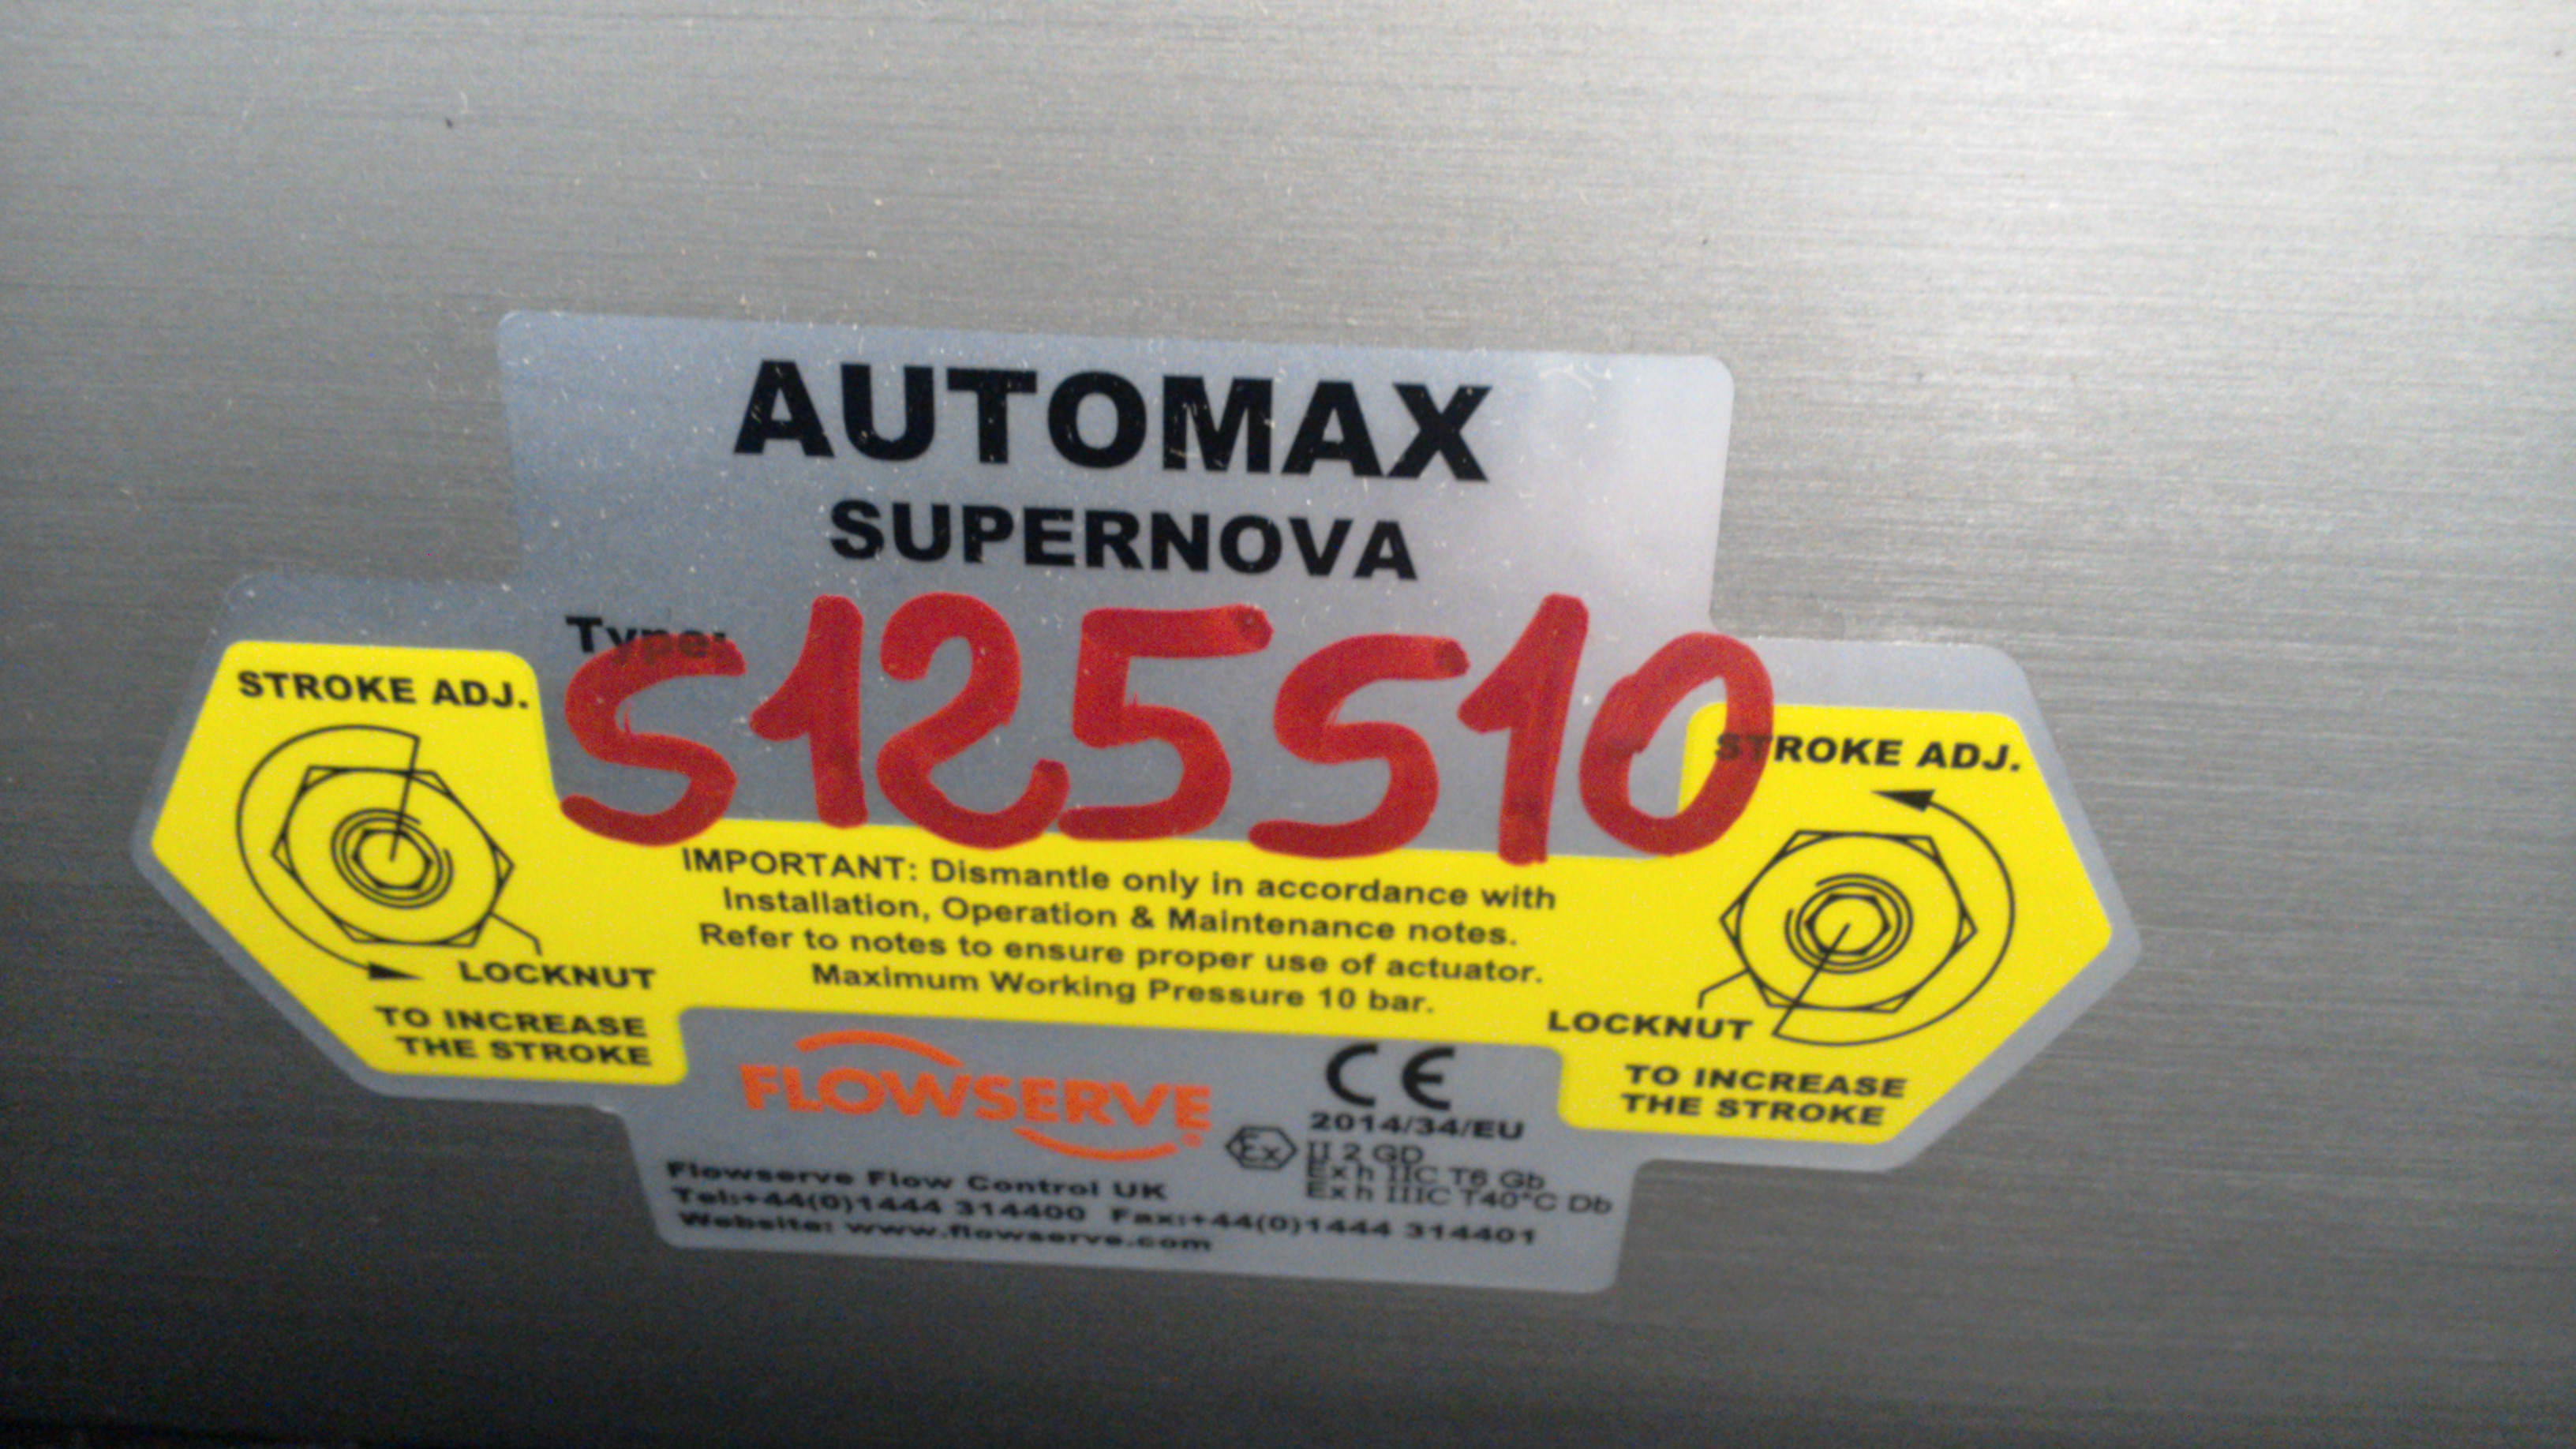 AUTOMAX
SUPERNOVA
Type:
S125S10
STROKE ADJ.
LOCKNUT
TO INCREASE
THE STROKE
IMPORTANT: Dismantle only in accordance with
Installation, Operation & Maintenance notes.
Refer to notes to ensure proper use of actuator.
Maximum Working Pressure 10 bar.
STROKE ADJ.
LOCKNUT
TO INCREASE
THE STROKE
FLOWSERVE
CE
2014/34/EU
Ex II 2 GD
Ex h IIC T6 Gb
Ex h IIIC T40°C Db
Flowserve Flow Control UK
Tel:+44(0)1444 314400 Fax:+44(0)1444 314401
Website: www.flowserve.com